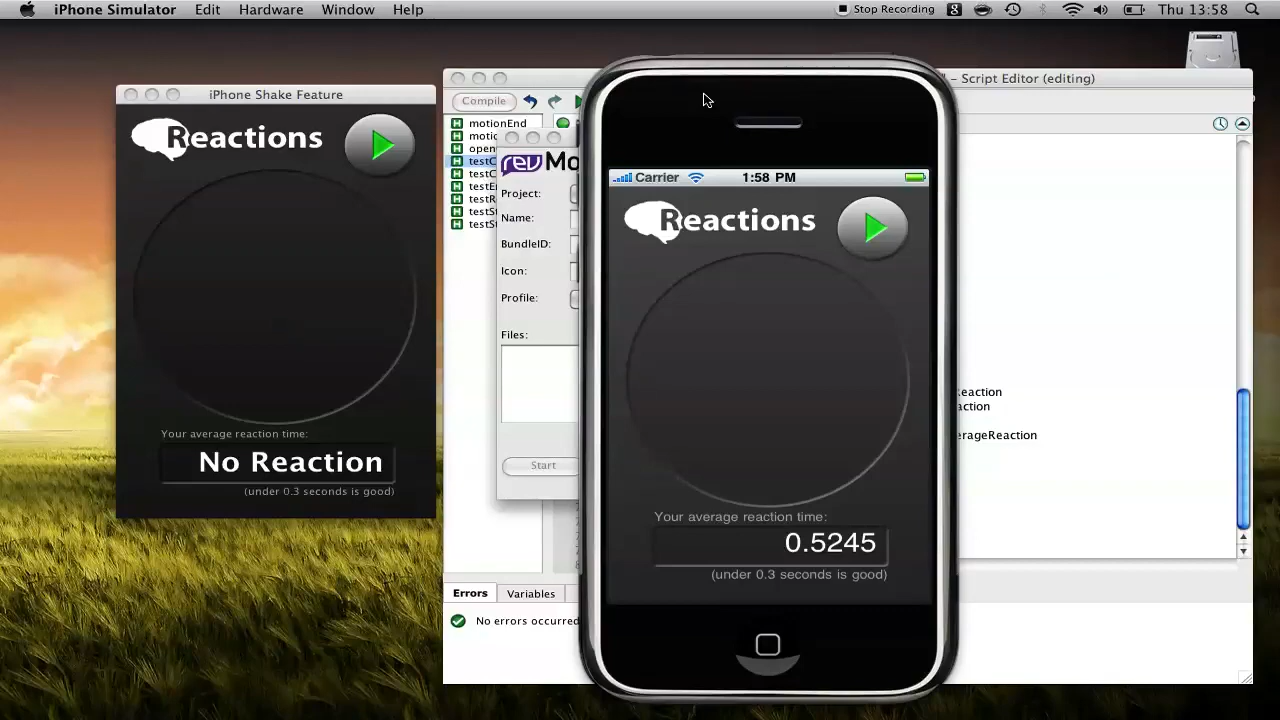 iPhone Simulator Edit Hardware Window Help Stop Recording Thu 13:58
iPhone Shake Feature
Reactions
Your average reaction time:
No Reaction
(under 0.3 seconds is good)
- Script Editor (editing)
Compile
motionEnd
rev
Project:
Name:
BundleID:
Icon:
Profile:
Files:
Start
Carrier 1:58 PM
Reactions
Your average reaction time:
0.5245
(under 0.3 seconds is good)
Errors Variables
No errors occurred